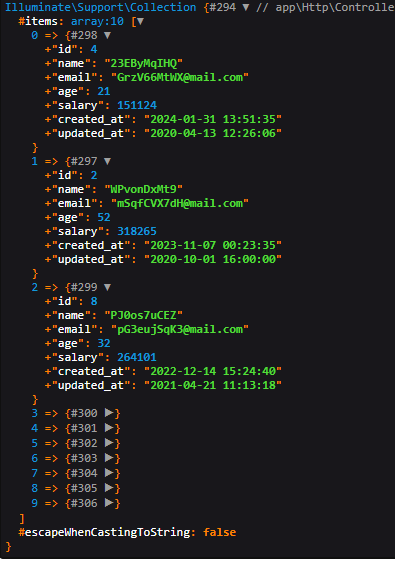 Illuminate\Support\Collection {#294 ▼ // app\Http\Controlle
#items: array:10 [▼
0 => {#298 ▼
+"id": 4
+"name": "23EByMqIHQ"
+"email": "GrzV66MtWX@mail.com"
+"age": 21
+"salary": 151124
+"created_at": "2024-01-31 13:51:35"
+"updated_at": "2020-04-13 12:26:06"
}
1 => {#297 ▼
+"id": 2
+"name": "WPvonDxMt9"
+"email": "mSqfCVX7dH@mail.com"
+"age": 52
+"salary": 318265
+"created_at": "2023-11-07 00:23:35"
+"updated_at": "2020-10-01 16:00:00"
}
2 => {#299 ▼
+"id": 8
+"name": "PJ0os7uCEZ"
+"email": "pG3eujSqK3@mail.com"
+"age": 32
+"salary": 264101
+"created_at": "2022-12-14 15:24:40"
+"updated_at": "2021-04-21 11:13:18"
}
3 => {#300 ▶}
4 => {#301 ▶}
5 => {#302 ▶}
6 => {#303 ▶}
7 => {#304 ▶}
8 => {#305 ▶}
9 => {#306 ▶}
]
#escapeWhenCastingToString: false
}